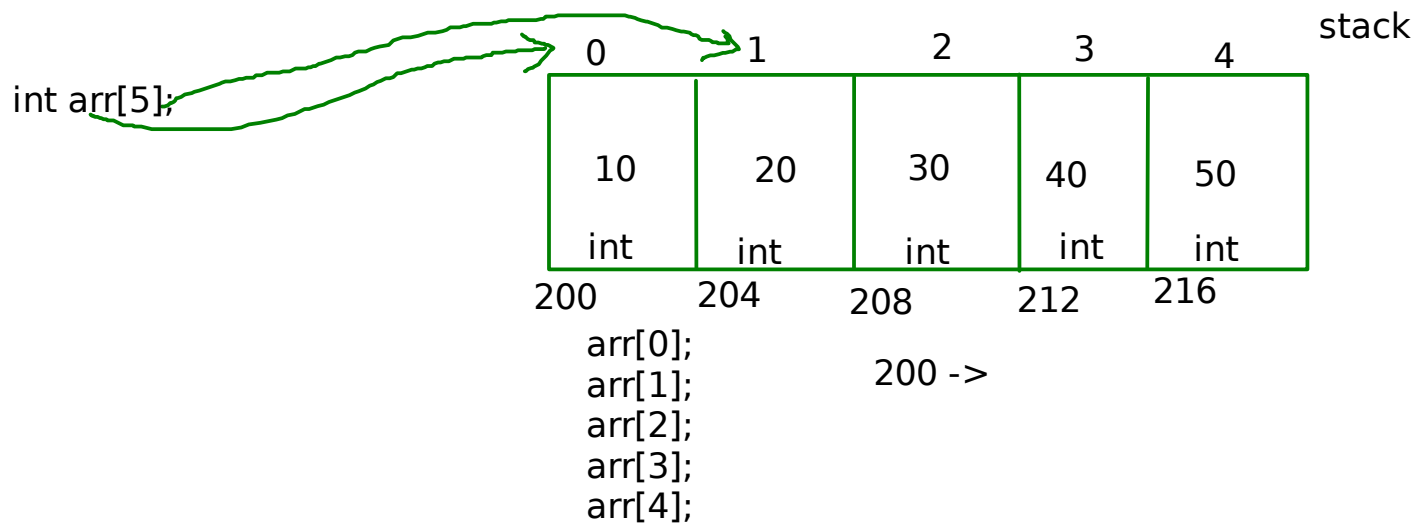 stack
0 1 2 3 4
int arr[5];
10 20 30 40 50
int int int int int
200 204 208 212 216
arr[0];
200 ->
arr[1];
arr[2];
arr[3];
arr[4];